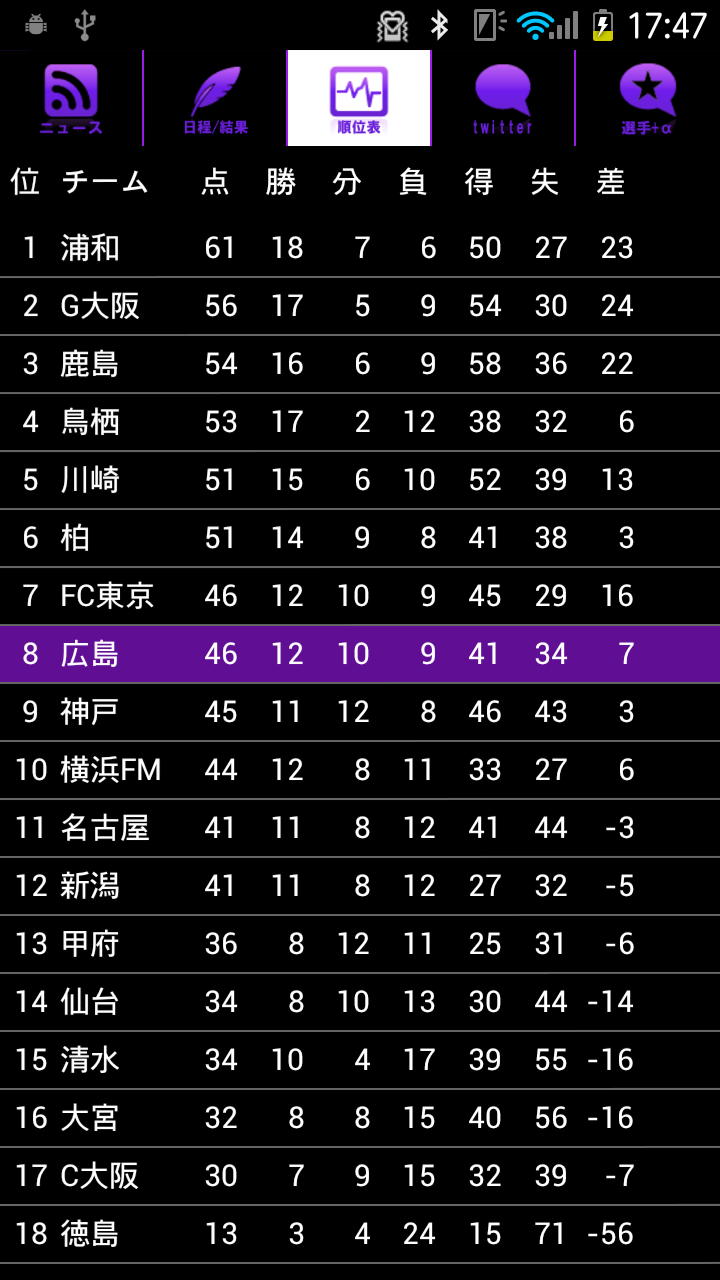 17:47
ニュース 日程/結果 順位表 twitter 選手+α
位 チーム 点 勝 分 負 得 失 差
1 浦和 61 18 7 6 50 27 23
2 G大阪 56 17 5 9 54 30 24
3 鹿島 54 16 6 9 58 36 22
4 鳥栖 53 17 2 12 38 32 6
5 川崎 51 15 6 10 52 39 13
6 柏 51 14 9 8 41 38 3
7 FC東京 46 12 10 9 45 29 16
8 広島 46 12 10 9 41 34 7
9 神戸 45 11 12 8 46 43 3
10 横浜FM 44 12 8 11 33 27 6
11 名古屋 41 11 8 12 41 44 -3
12 新潟 41 11 8 12 27 32 -5
13 甲府 36 8 12 11 25 31 -6
14 仙台 34 8 10 13 30 44 -14
15 清水 34 10 4 17 39 55 -16
16 大宮 32 8 8 15 40 56 -16
17 C大阪 30 7 9 15 32 39 -7
18 徳島 13 3 4 24 15 71 -56